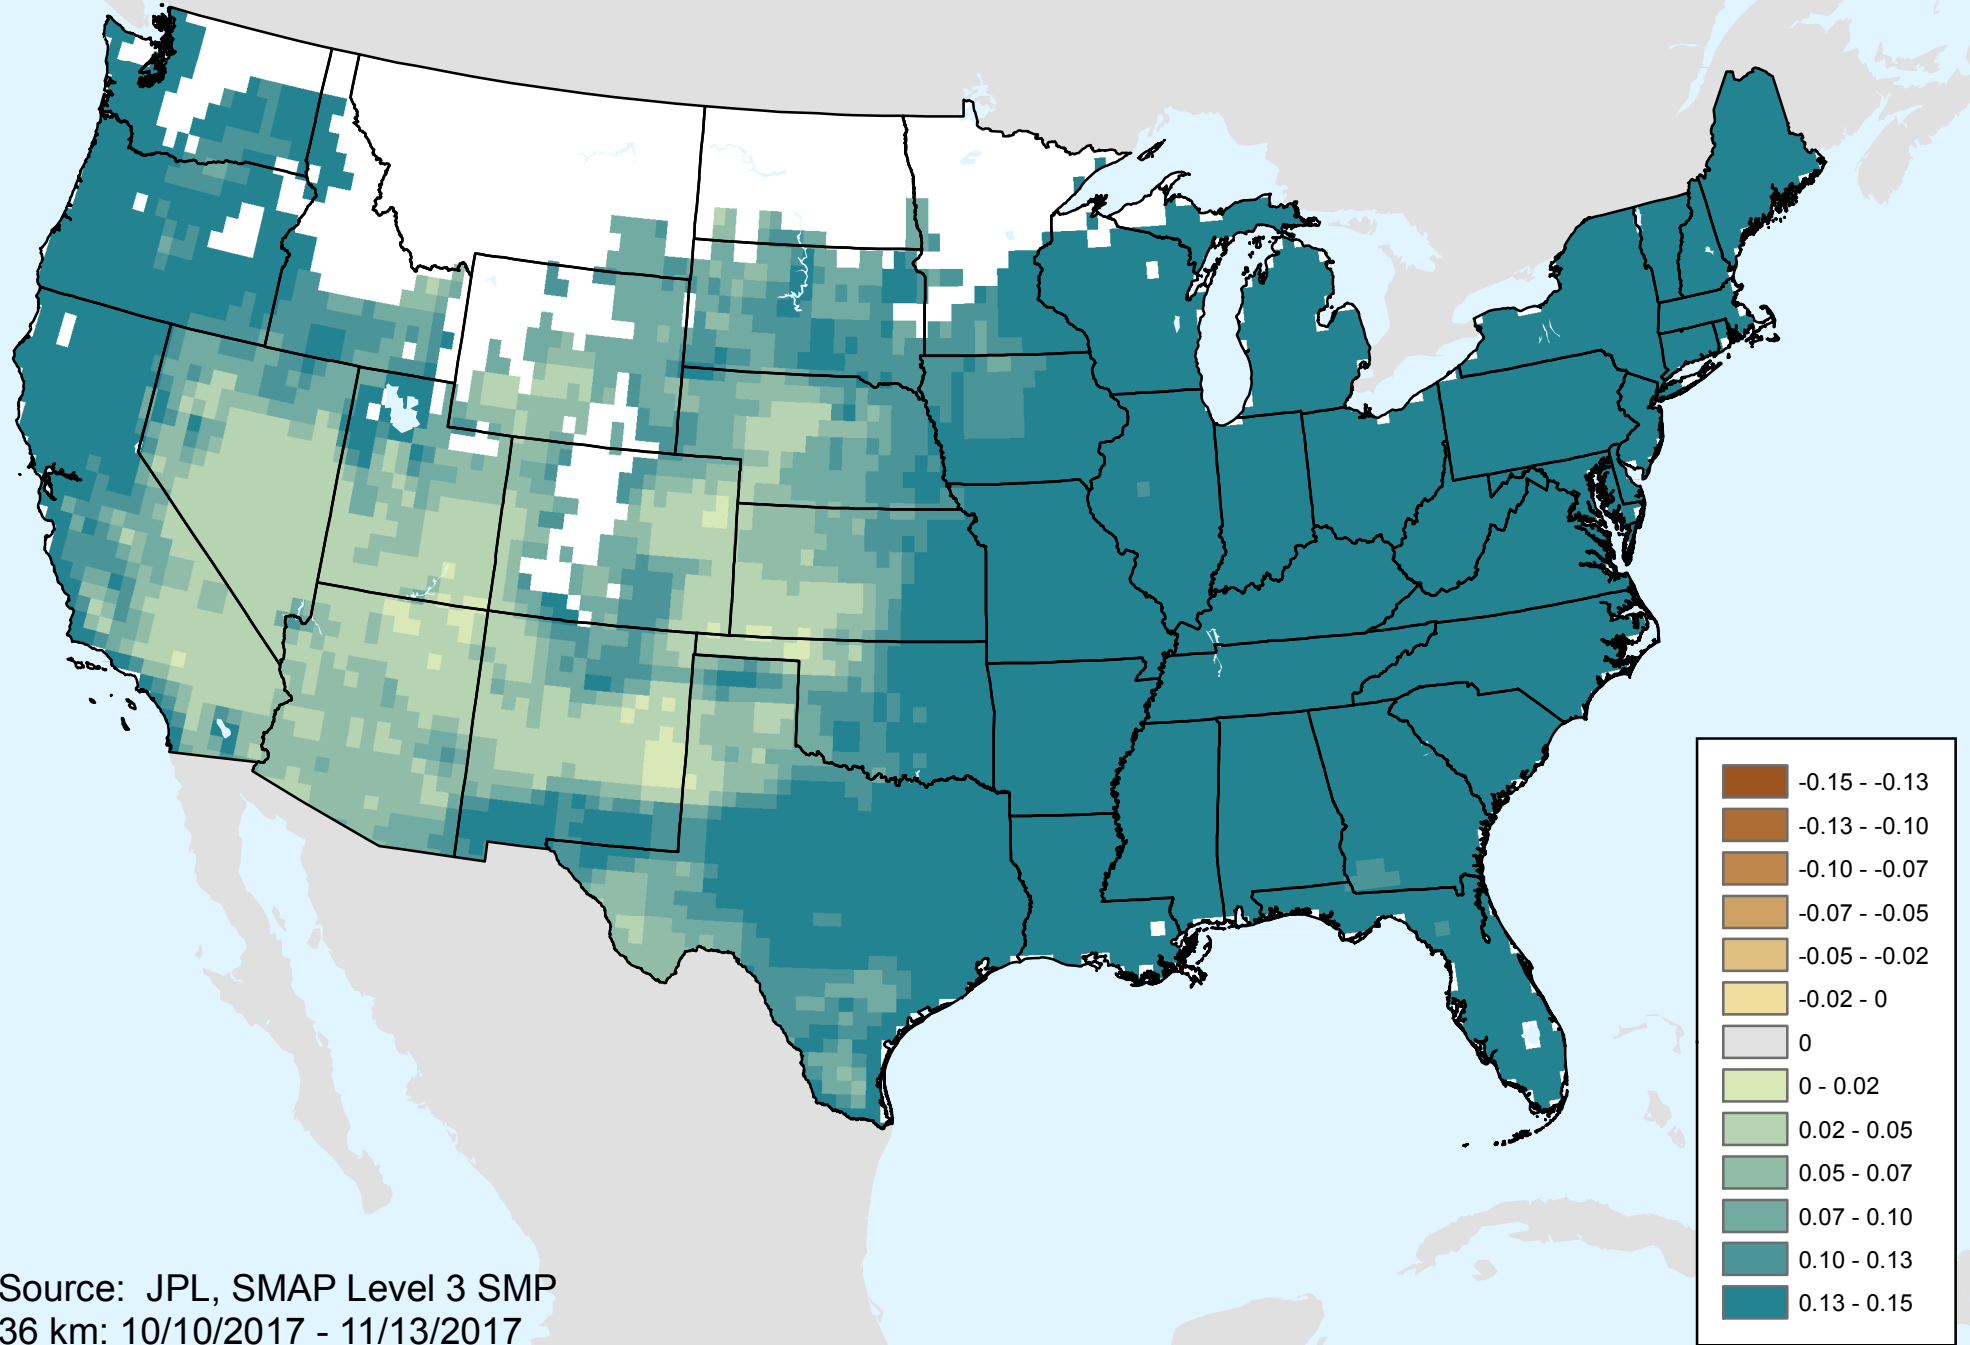 -0.15 - -0.13
-0.13 - -0.10
-0.10 - -0.07
-0.07 - -0.05
-0.05 - -0.02
-0.02 - 0
0
0 - 0.02
0.02 - 0.05
0.05 - 0.07
0.07 - 0.10
0.10 - 0.13
0.13 - 0.15
Source: JPL, SMAP Level 3 SMP
36 km: 10/10/2017 - 11/13/2017